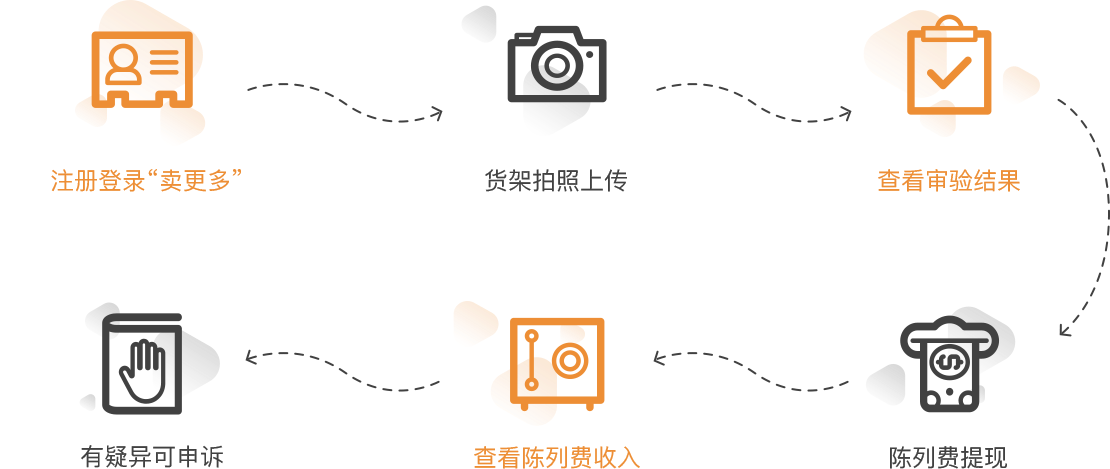 注册登录“卖更多”
货架拍照上传
查看审验结果
有疑异可申诉
查看陈列费收入
陈列费提现